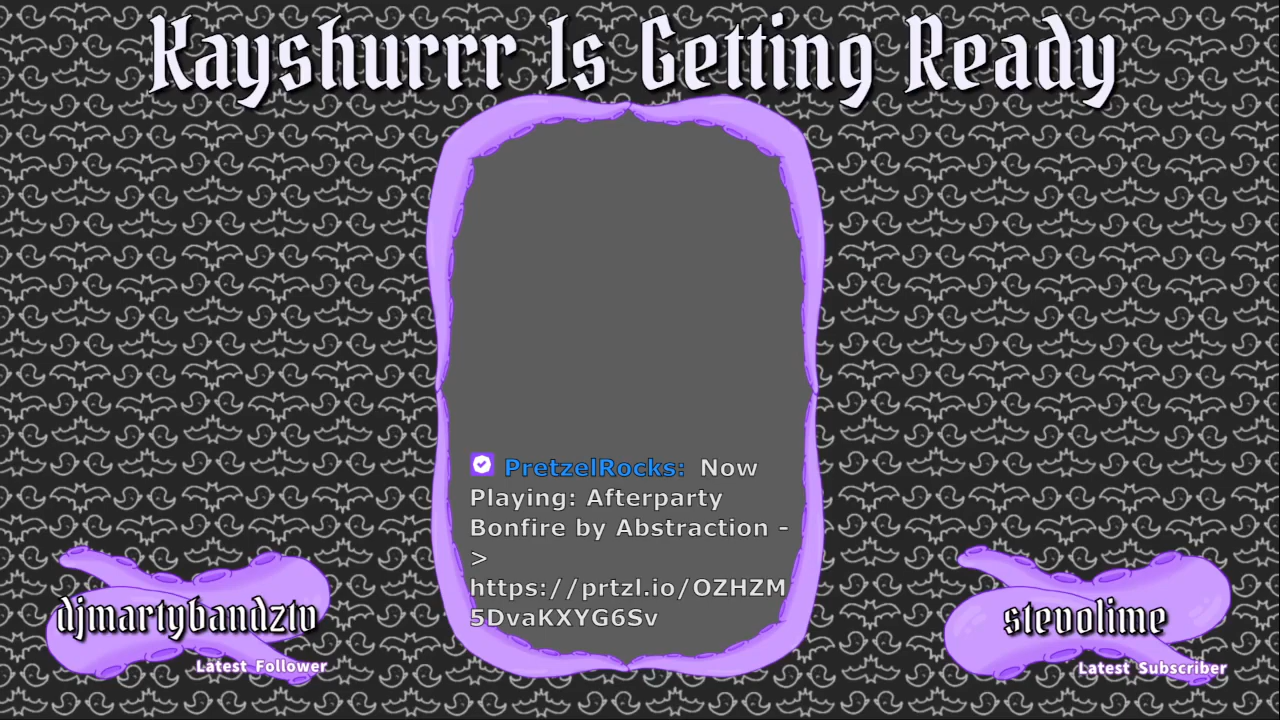 Kayshurrr Is Getting Ready
PretzelRocks: Now
Playing: Afterparty
Bonfire by Abstraction -
>
https://prtzl.io/OZHZM
5DvaKXYG6Sv
djmartybandztv
Latest Follower
stevolime
Latest Subscriber